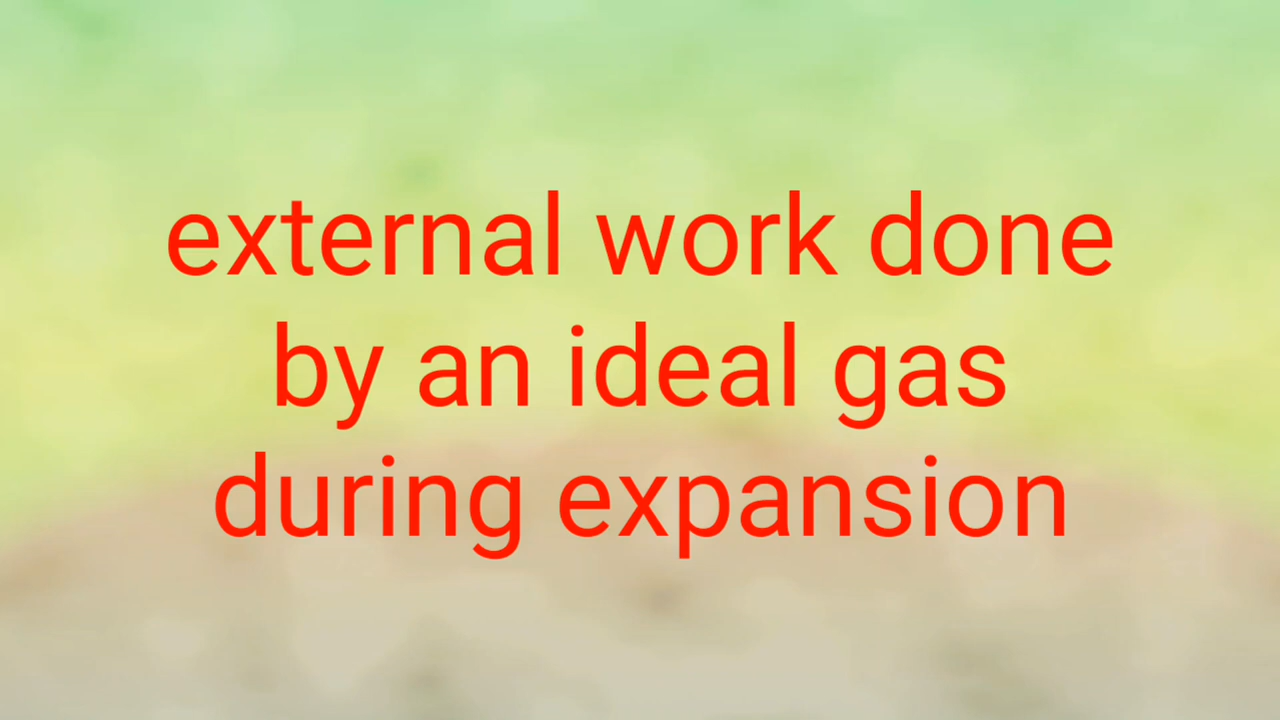 external work done
by an ideal gas
during expansion